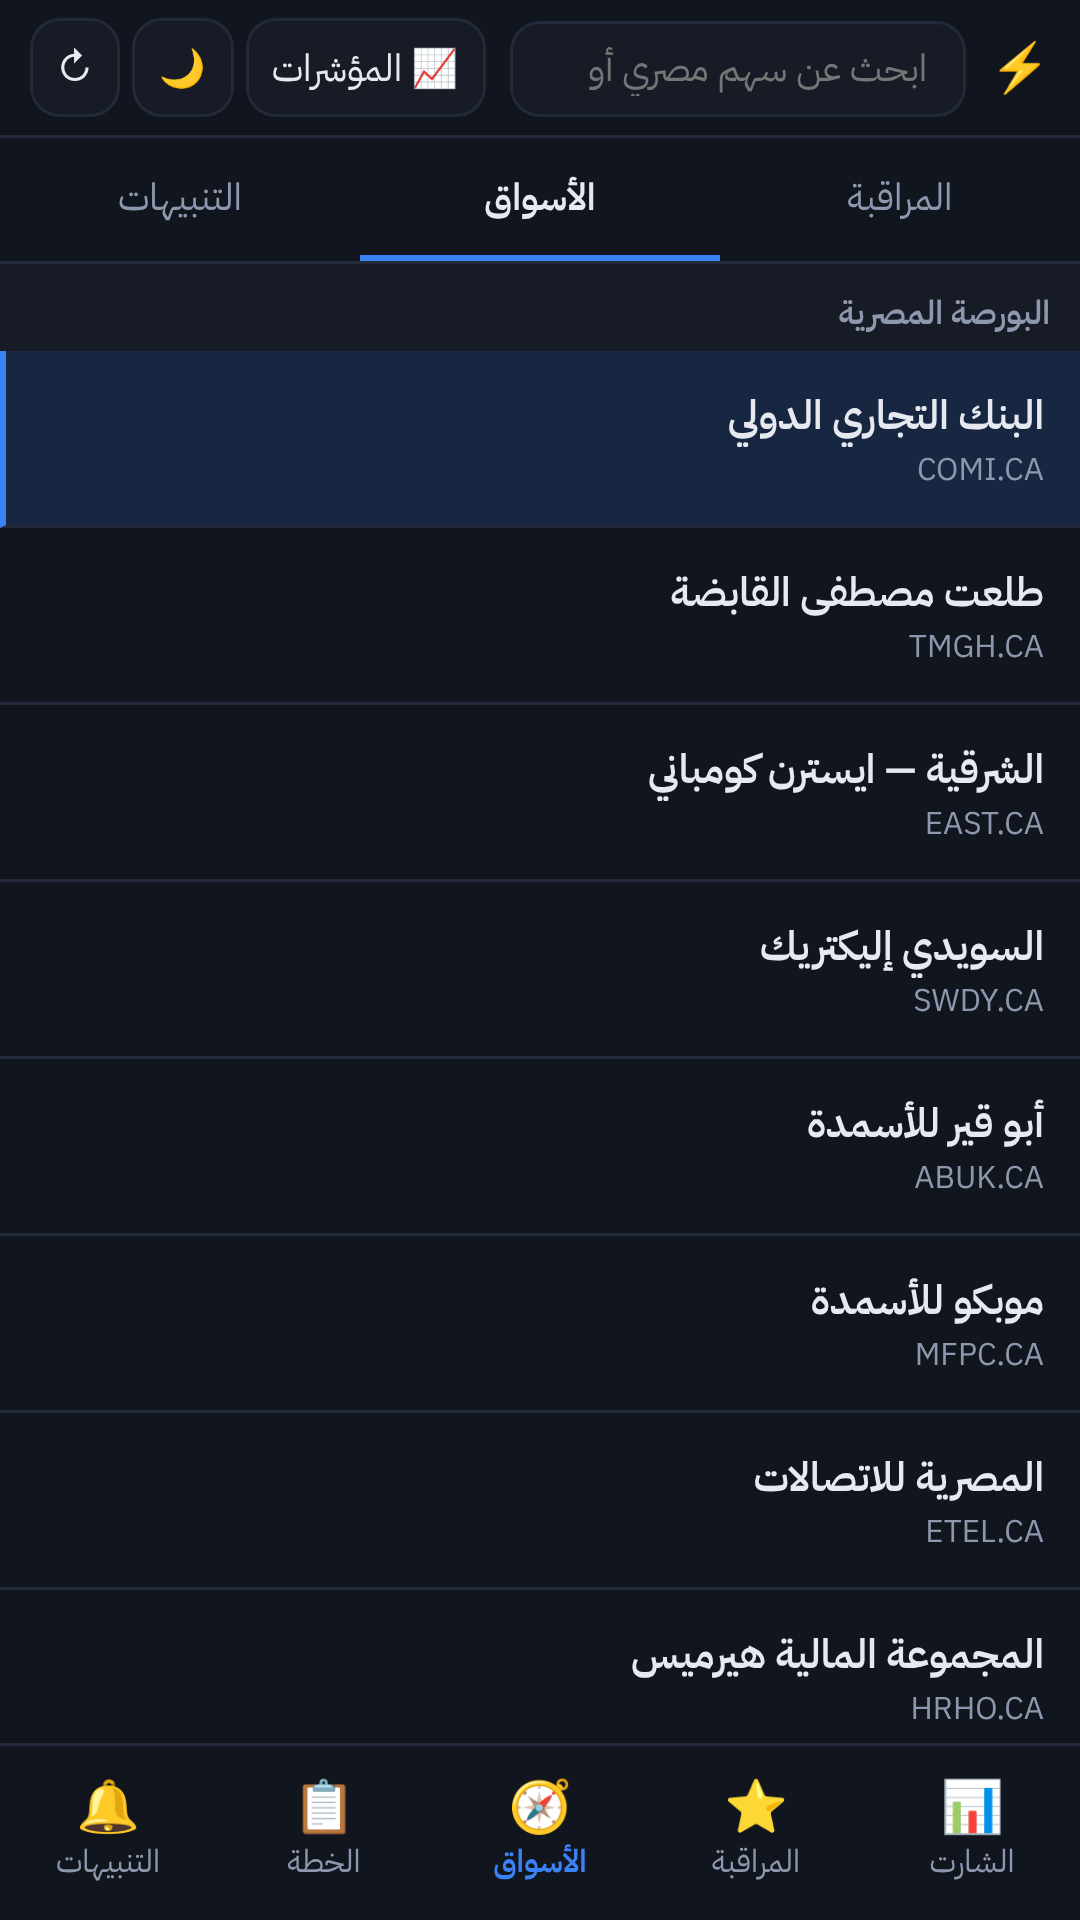 ابحث عن سهم مصري أو
المؤشرات
المراقبة
الأسواق
التنبيهات
البورصة المصرية
البنك التجاري الدولي
COMI.CA
طلعت مصطفى القابضة
TMGH.CA
الشرقية — ايسترن كومباني
EAST.CA
السويدي إليكتريك
SWDY.CA
أبو قير للأسمدة
ABUK.CA
موبكو للأسمدة
MFPC.CA
المصرية للاتصالات
ETEL.CA
المجموعة المالية هيرميس
HRHO.CA
الشارت
المراقبة
الأسواق
الخطة
التنبيهات